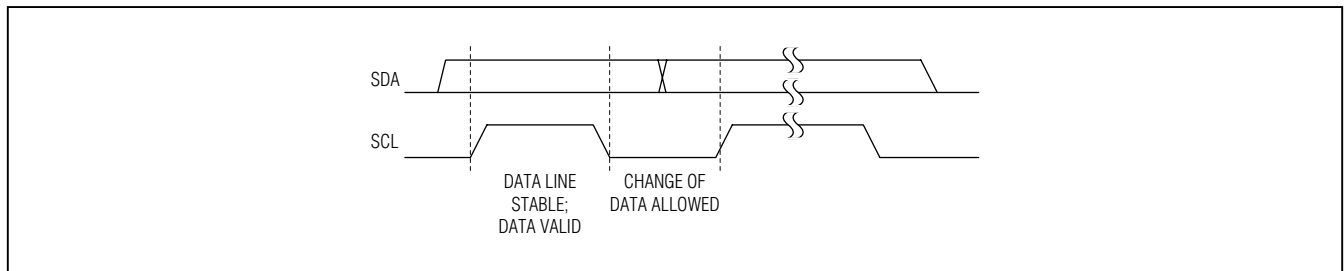 SDA
SCL
DATA LINE
STABLE;
DATA VALID
CHANGE OF
DATA ALLOWED